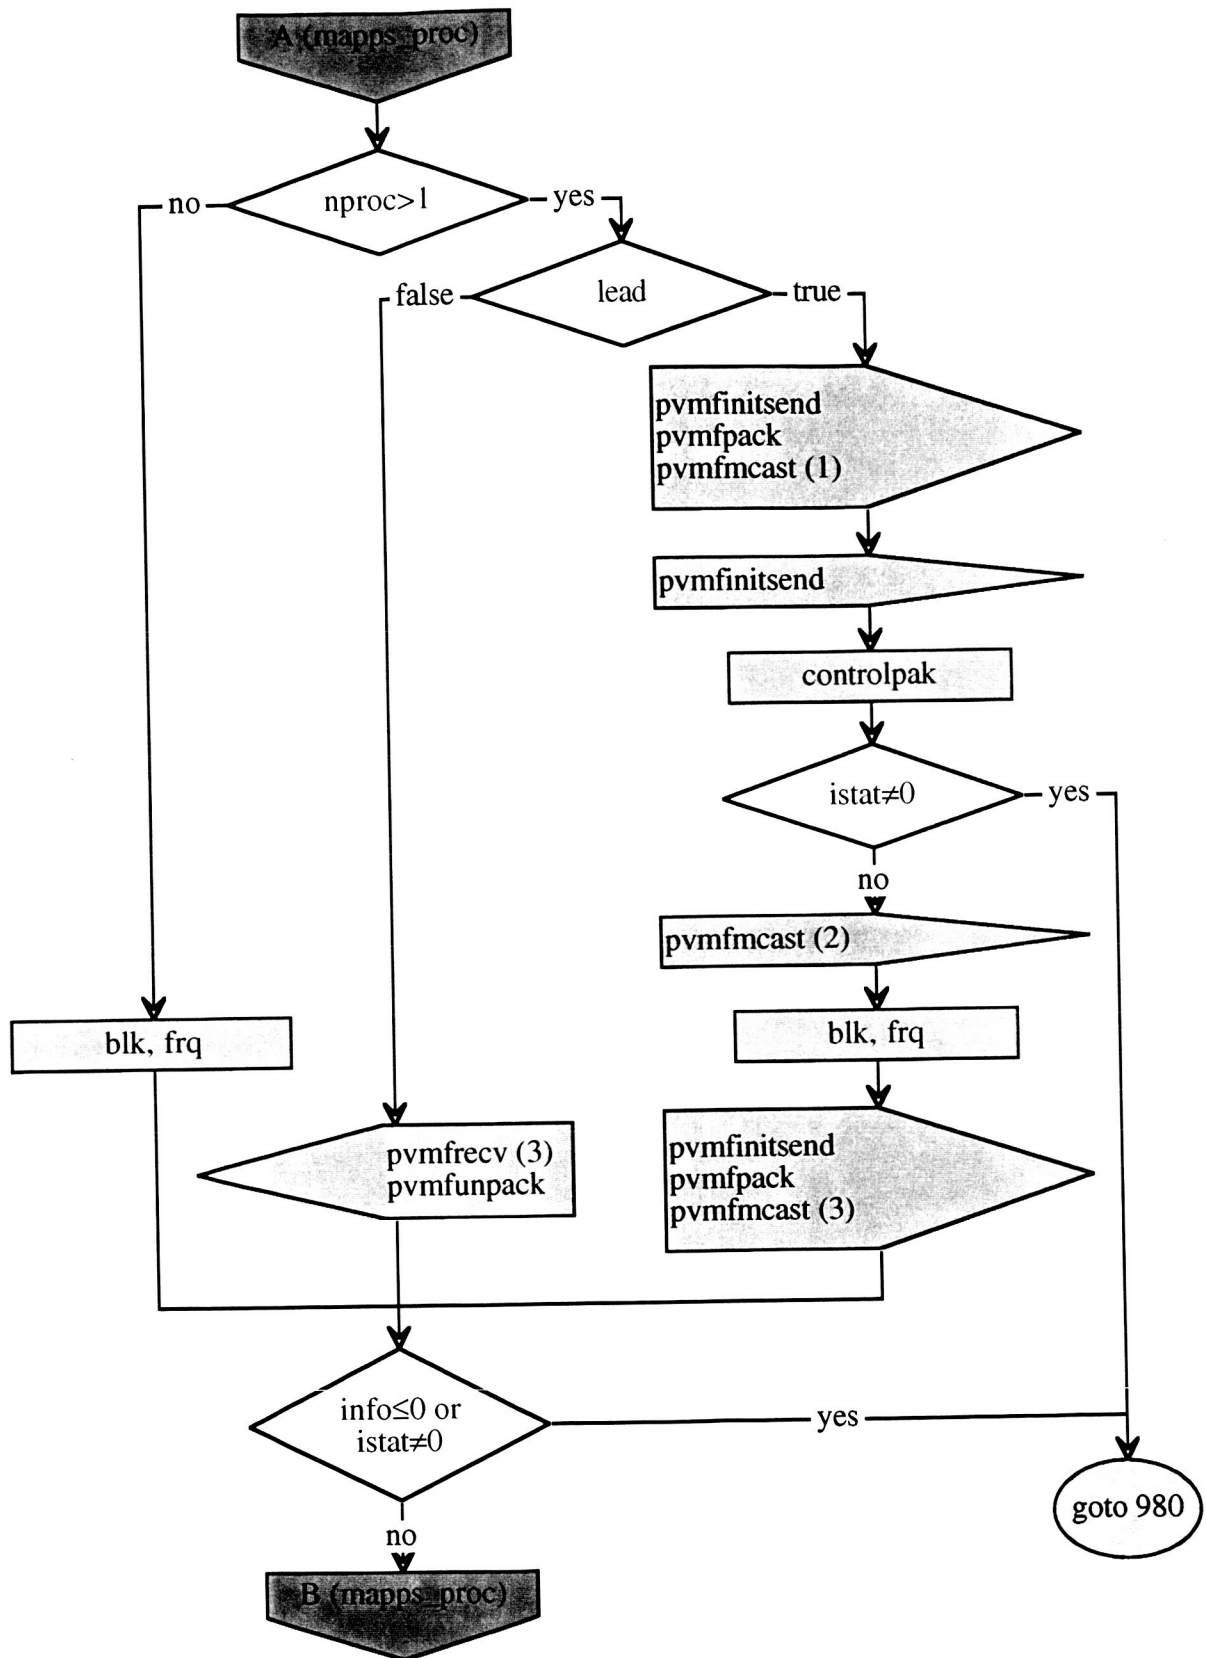 A (mapps_proc)
nproc>1
no
yes
lead
false
true
pvmfinitsend
pvmfpack
pvmfmcast (1)
pvmfinitsend
controlpak
istat≠0
yes
no
pvmfmcast (2)
blk, frq
blk, frq
pvmfrecv (3)
pvmfunpack
pvmfinitsend
pvmfpack
pvmfmcast (3)
info≤0 or
istat≠0
yes
goto 980
no
B (mapps_proc)